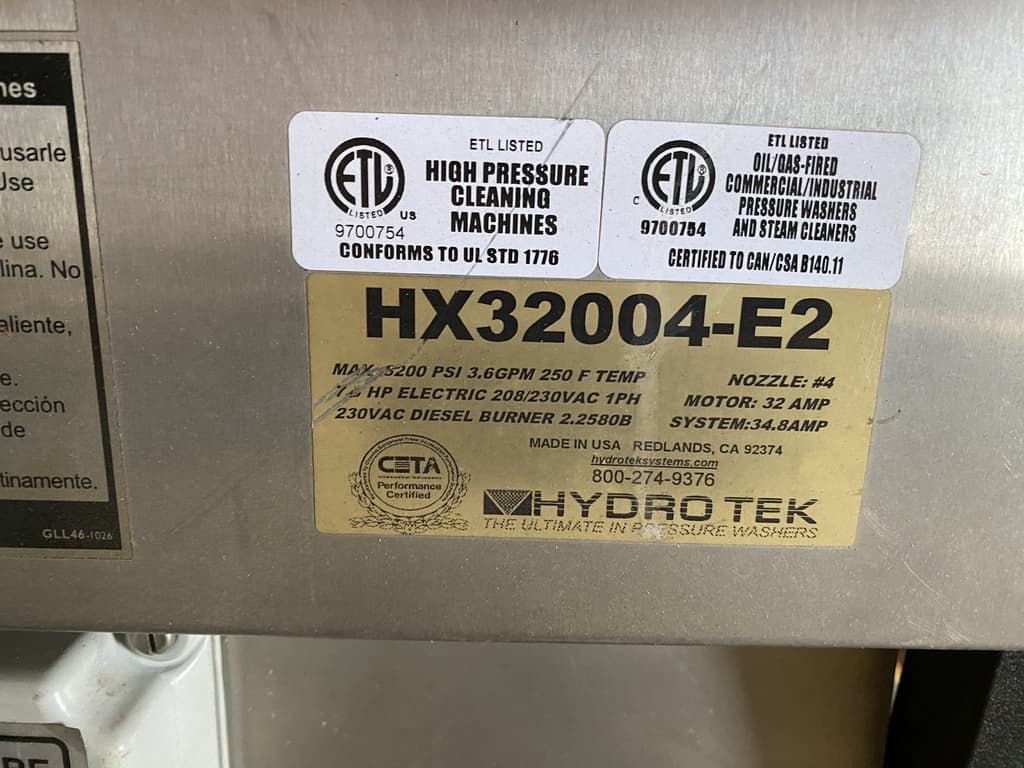 nes
usarle
Use
e use
lina. No
aliente,
e.
ección
de
tinamente.
GLL46-1026
ETL LISTED
ETL®
LISTED
US
9700754
HIGH PRESSURE
CLEANING
MACHINES
CONFORMS TO UL STD 1776
ETL LISTED
OIL/GAS-FIRED
COMMERCIAL/INDUSTRIAL
PRESSURE WASHERS
AND STEAM CLEANERS
C
ETL®
LISTED
9700754
CERTIFIED TO CAN/CSA B140.11
HX32004-E2
MAX 3200 PSI 3.6GPM 250 F TEMP
HP ELECTRIC 208/230VAC 1PH
230VAC DIESEL BURNER 2.2580B
NOZZLE: #4
MOTOR: 32 AMP
SYSTEM:34.8AMP
MADE IN USA REDLANDS, CA 92374
hydroteksystems.com
800-274-9376
CETA
Performance
Certified
HYDRO TEK
THE ULTIMATE IN PRESSURE WASHERS